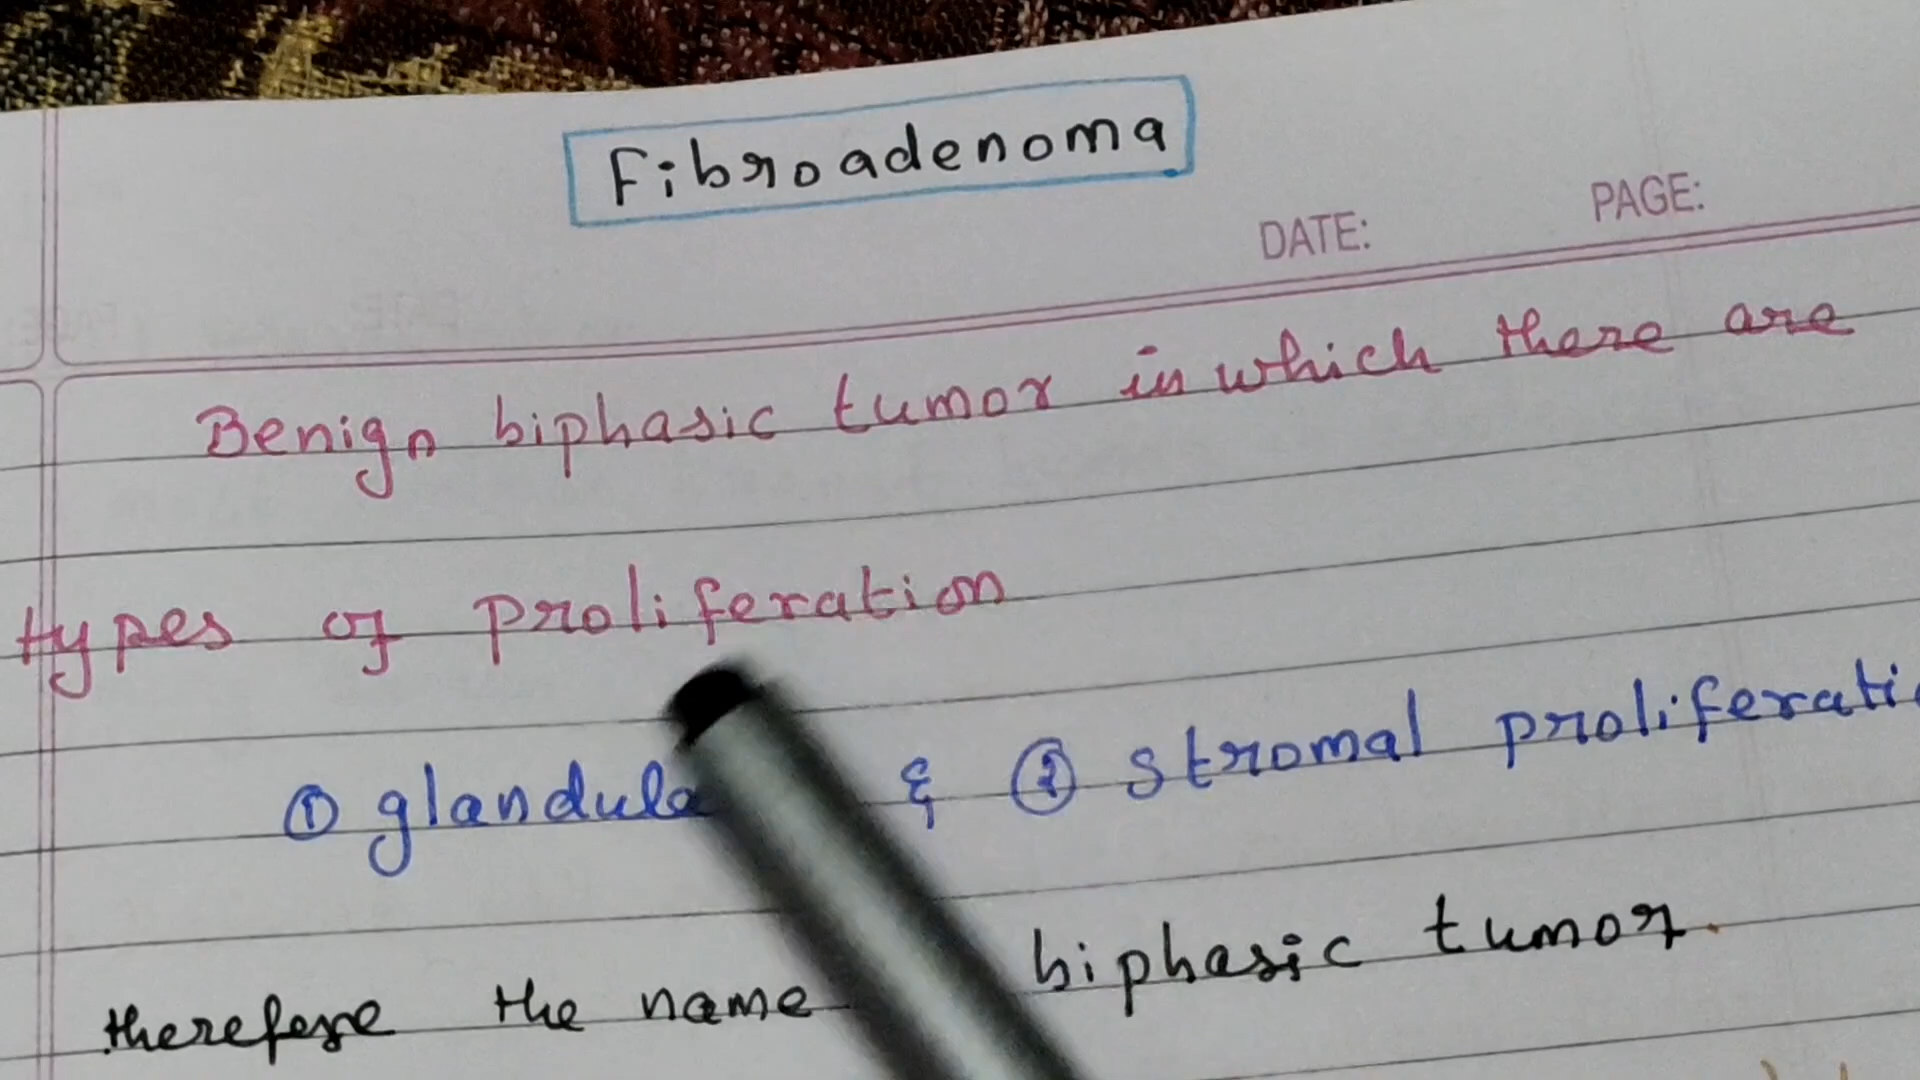 Fibroadenoma
DATE: PAGE:
Benign biphasic tumor in which there are
types of proliferation
① glandula & ② stromal proliferati
therefore the name biphasic tumor